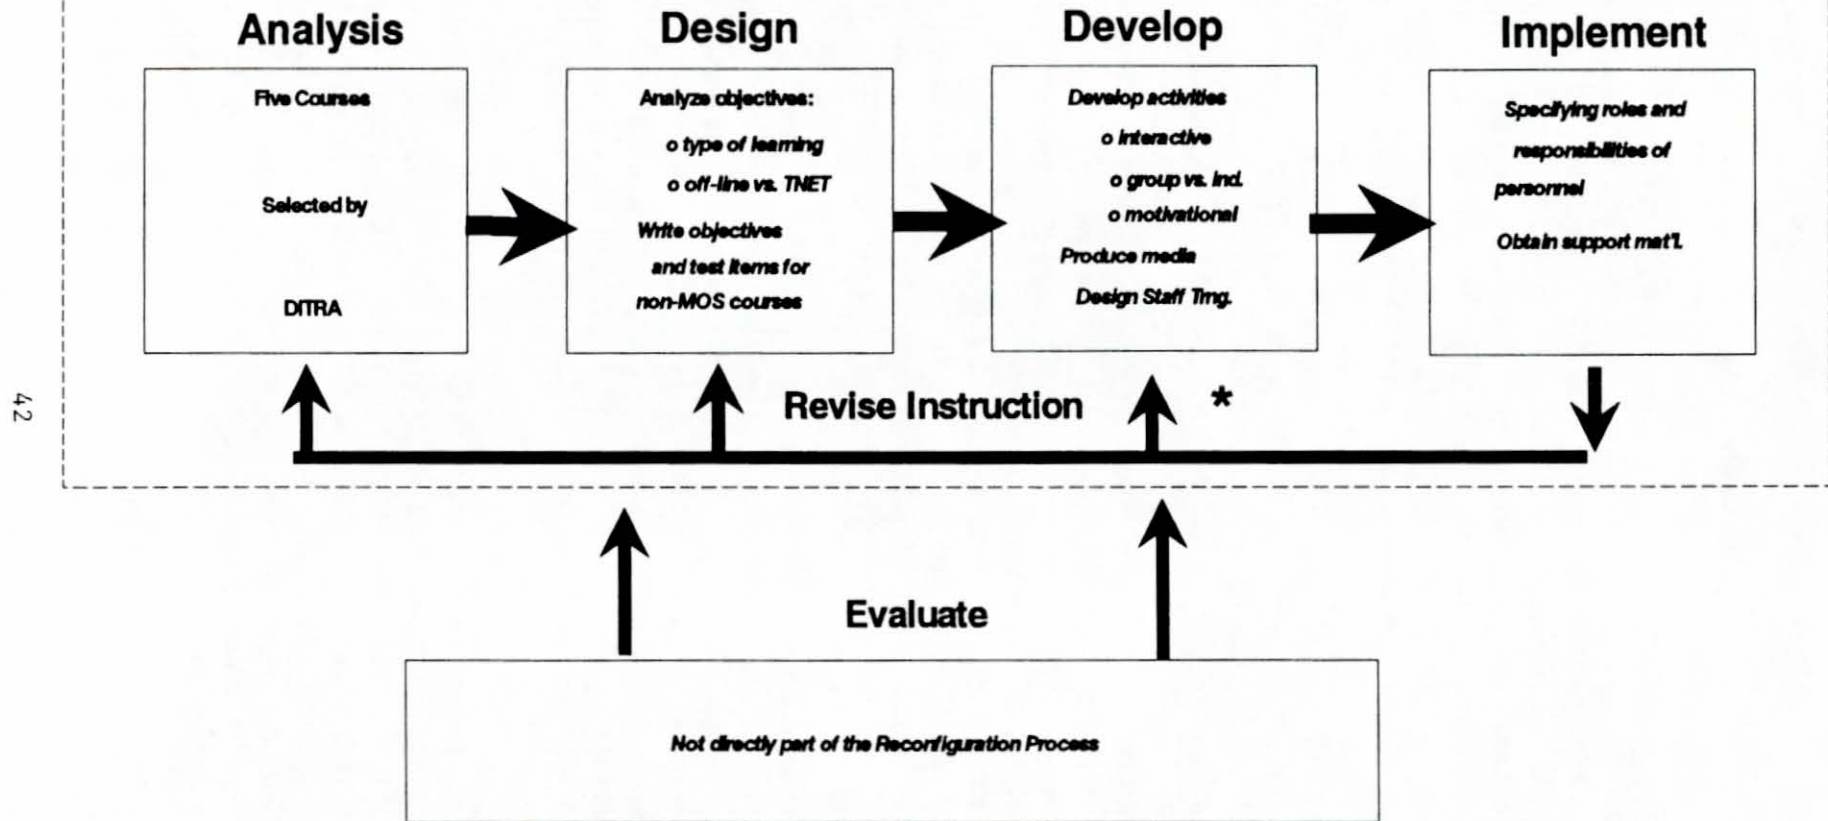 Analysis
Five Courses
Selected by
DITRA
Design
Analyze objectives:
o type of learning
o off-line vs. TNET
Write objectives
and test items for
non-MOS courses
Develop
Develop activities
o interactive
o group vs. ind.
o motivational
Produce media
Design Staff Trng.
Implement
Specifying roles and
responsibilities of
personnel
Obtain support mat'l.
Revise Instruction *
Evaluate
Not directly part of the Reconfiguration Process
42